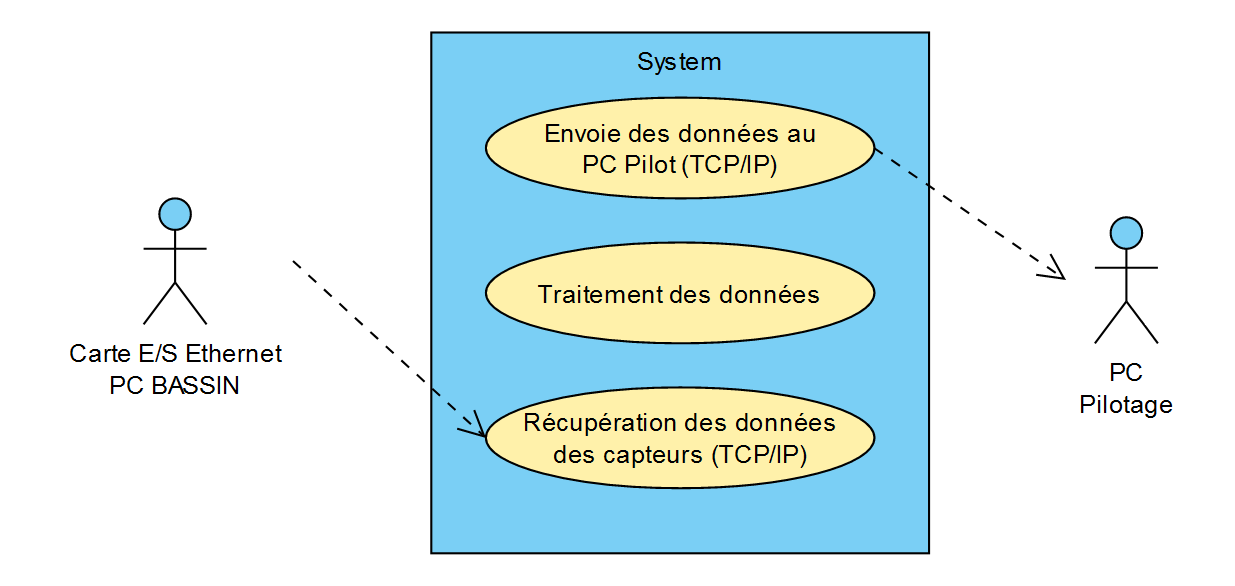 System
Envoie des données au
PC Pilot (TCP/IP)
Traitement des données
Récupération des données
des capteurs (TCP/IP)
Carte E/S Ethernet
PC BASSIN
PC
Pilotage